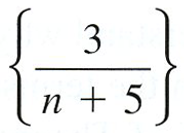 { 3 / (n + 5) }